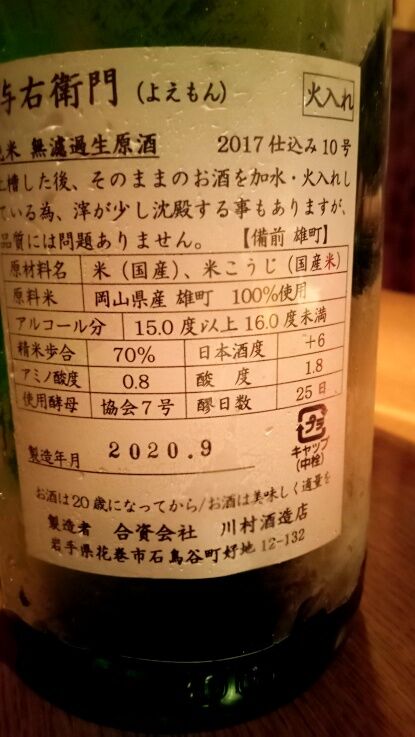 右衛門 (よえもん) 火入れ
米 無濾過生原酒 2017仕込み10号
槽した後、そのままのお酒を加水・火入れし
ている為、滓が少し沈殿する事もありますが、
品質には問題ありません。 【備前 雄町】
原材料名 米(国産)、米こうじ(国産米)
原料米 岡山県産 雄町 100%使用
アルコール分 15.0度以上16.0度未満
精米歩合 70% 日本酒度 +6
アミノ酸度 0.8 酸 度 1.8
使用酵母 協会7号 醪日数 25日
製造年月 2020.9
キャップ
(中栓)
お酒は20歳になってから/お酒は美味しく適量を
製造者 合資会社 川村酒造店
岩手県花巻市石鳥谷町好地12-132